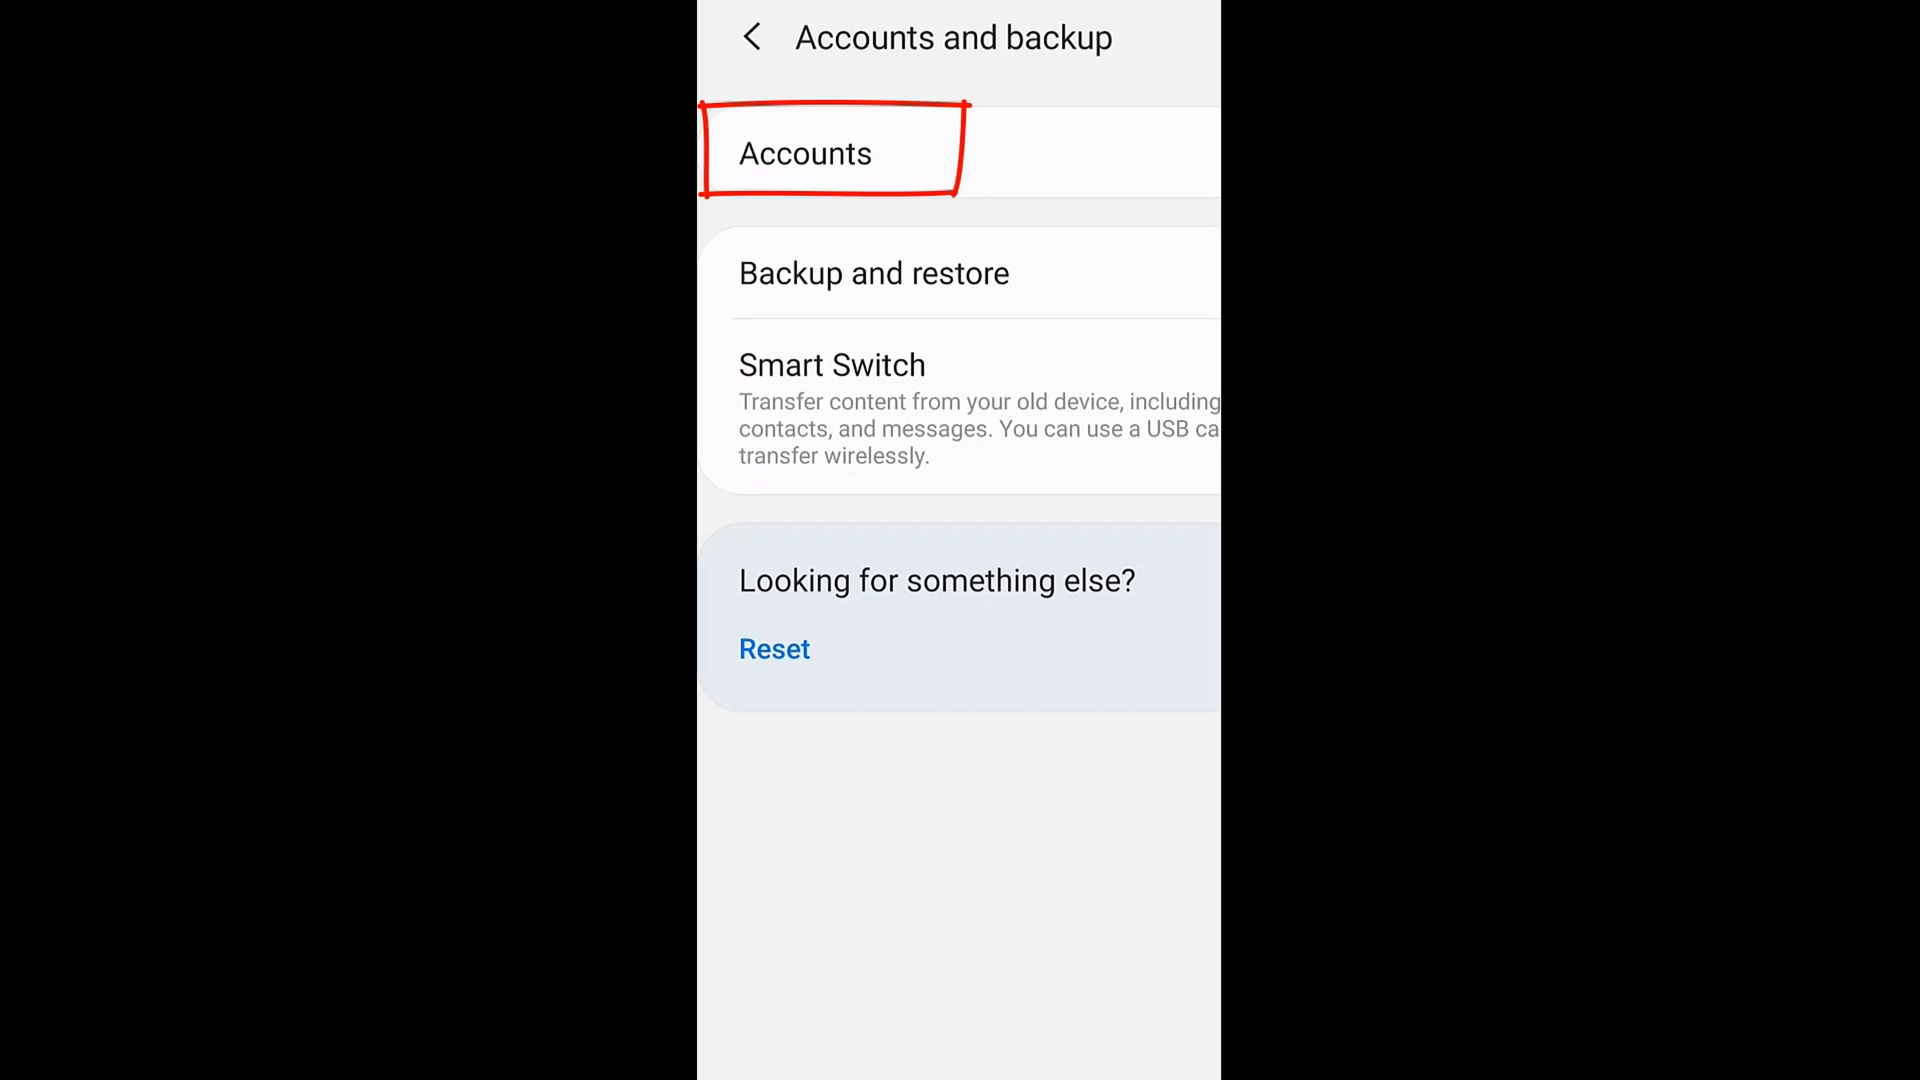 Accounts and backup
Accounts
Backup and restore
Smart Switch
Transfer content from your old device, including
contacts, and messages. You can use a USB ca
transfer wirelessly.
Looking for something else?
Reset